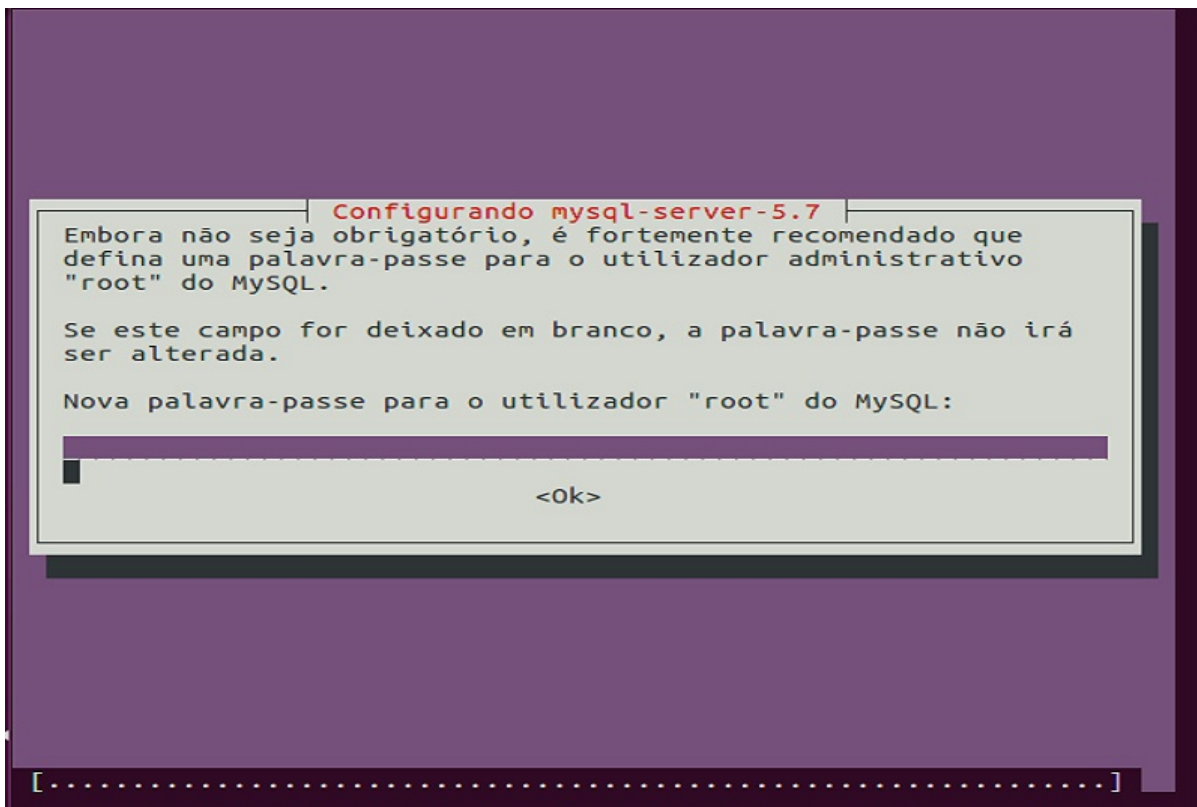 Configurando mysql-server-5.7
Embora não seja obrigatório, é fortemente recomendado que
defina uma palavra-passe para o utilizador administrativo
"root" do MySQL.
Se este campo for deixado em branco, a palavra-passe não irá
ser alterada.
Nova palavra-passe para o utilizador "root" do MySQL:
<Ok>
[...............................................................]